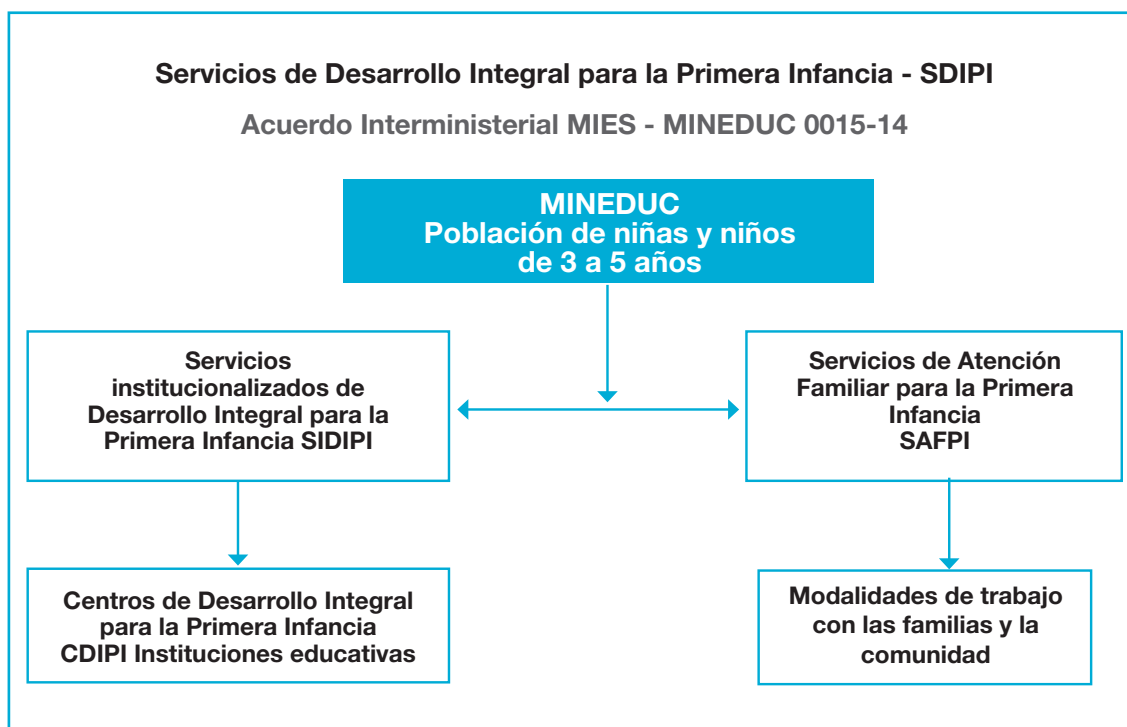 Servicios de Desarrollo Integral para la Primera Infancia - SDIPI
Acuerdo Interministerial MIES - MINEDUC 0015-14
MINEDUC
Población de niñas y niños
de 3 a 5 años
Servicios
institucionalizados de
Desarrollo Integral para la
Primera Infancia SIDIPI
Servicios de Atención
Familiar para la Primera
Infancia
SAFPI
Centros de Desarrollo Integral
para la Primera Infancia
CDIPI Instituciones educativas
Modalidades de trabajo
con las familias y la
comunidad